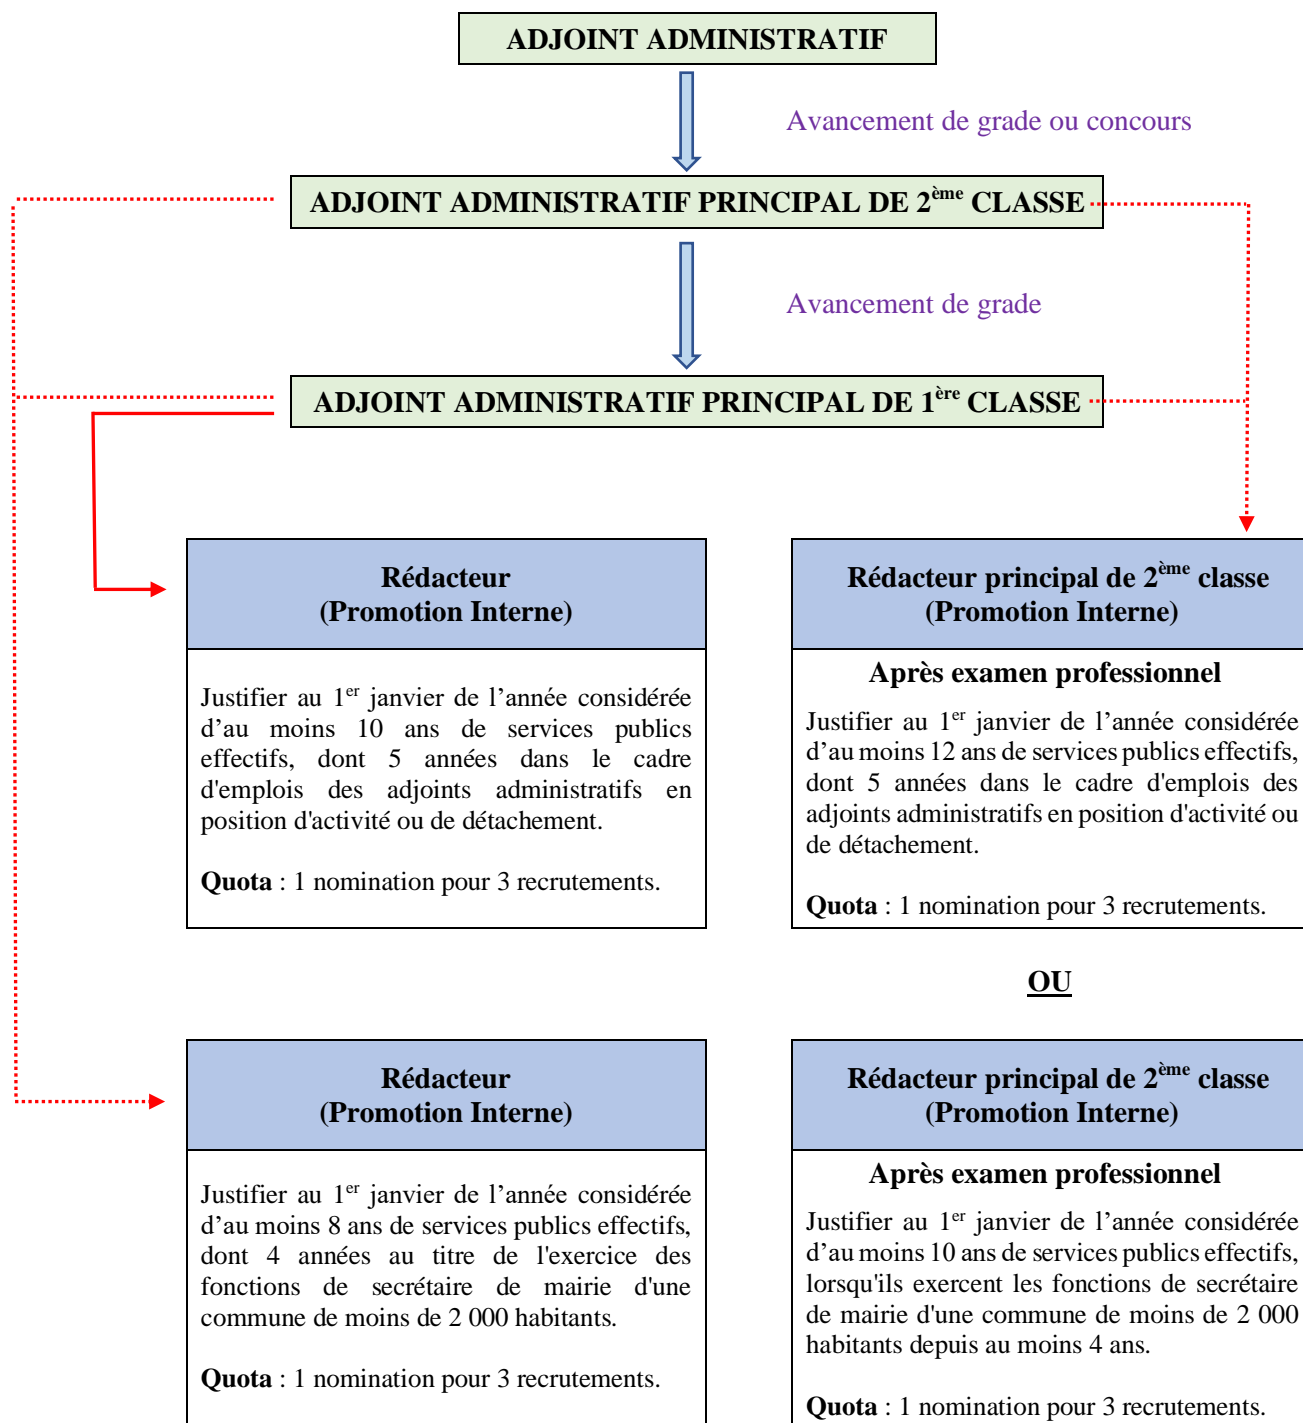 ADJOINT ADMINISTRATIF
Avancement de grade ou concours
ADJOINT ADMINISTRATIF PRINCIPAL DE 2ème CLASSE
Avancement de grade
ADJOINT ADMINISTRATIF PRINCIPAL DE 1ère CLASSE
Rédacteur
(Promotion Interne)
Justifier au 1er janvier de l’année considérée
d’au moins 10 ans de services publics
effectifs, dont 5 années dans le cadre
d'emplois des adjoints administratifs en
position d'activité ou de détachement.
Quota : 1 nomination pour 3 recrutements.
Rédacteur principal de 2ème classe
(Promotion Interne)
Après examen professionnel
Justifier au 1er janvier de l’année considérée
d’au moins 12 ans de services publics effectifs,
dont 5 années dans le cadre d'emplois des
adjoints administratifs en position d'activité ou
de détachement.
Quota : 1 nomination pour 3 recrutements.
OU
Rédacteur
(Promotion Interne)
Justifier au 1er janvier de l’année considérée
d’au moins 8 ans de services publics effectifs,
dont 4 années au titre de l'exercice des
fonctions de secrétaire de mairie d'une
commune de moins de 2 000 habitants.
Quota : 1 nomination pour 3 recrutements.
Rédacteur principal de 2ème classe
(Promotion Interne)
Après examen professionnel
Justifier au 1er janvier de l’année considérée
d’au moins 10 ans de services publics effectifs,
lorsqu'ils exercent les fonctions de secrétaire
de mairie d'une commune de moins de 2 000
habitants depuis au moins 4 ans.
Quota : 1 nomination pour 3 recrutements.